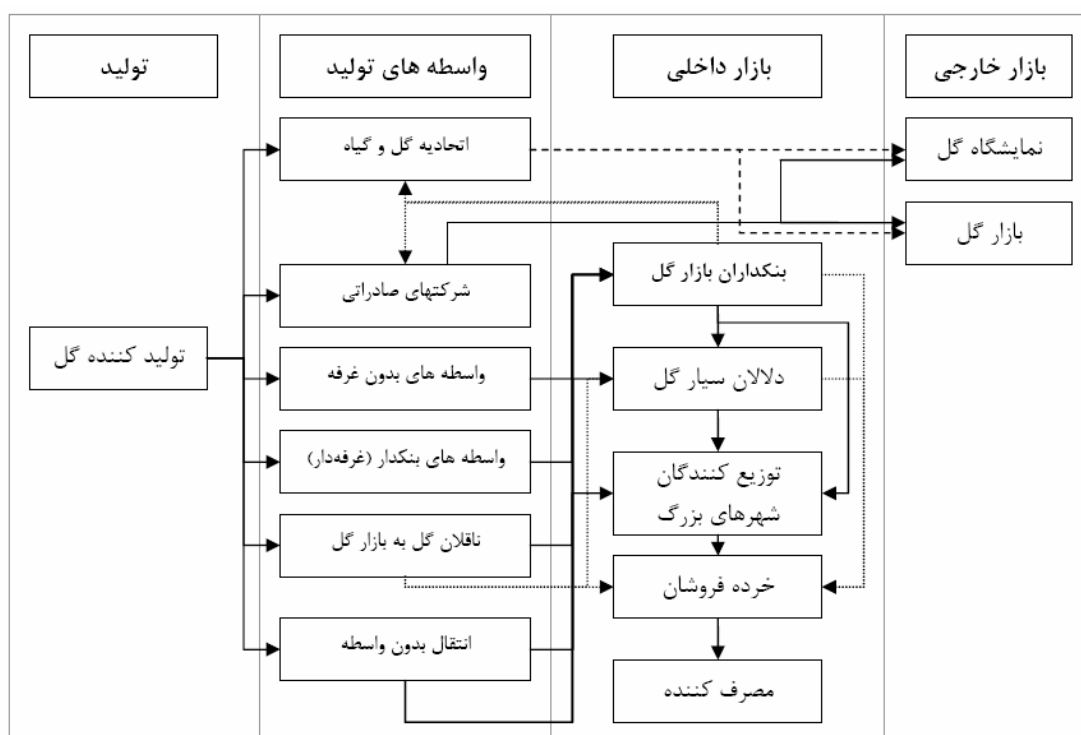 تولید
واسطه های تولید
بازار داخلی
بازار خارجی
اتحادیه گل و گیاه
نمایشگاه گل
بازار گل
بنکداران بازار گل
شرکتهای صادراتی
تولید کننده گل
واسطه های بدون غرفه
دلالان سیار گل
واسطه های بنکدار (غرفه‌دار)
توزیع کنندگان
شهرهای بزرگ
ناقلان گل به بازار گل
خرده فروشان
انتقال بدون واسطه
مصرف کننده